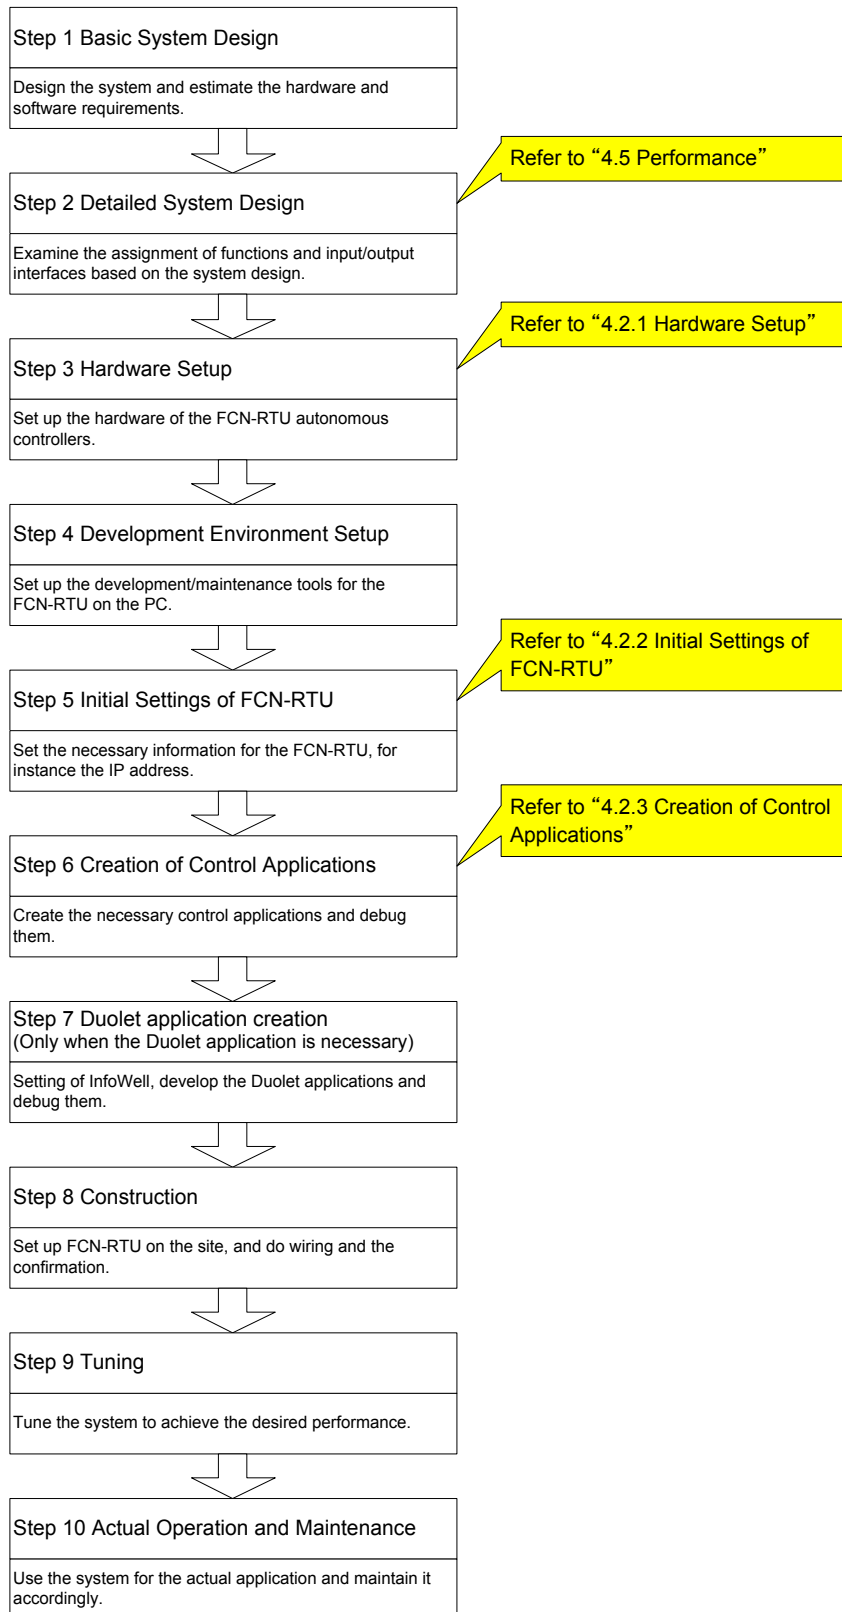 Step 1 Basic System Design
Design the system and estimate the hardware and
software requirements.
Refer to “4.5 Performance”
Step 2 Detailed System Design
Examine the assignment of functions and input/output
interfaces based on the system design.
Refer to “4.2.1 Hardware Setup”
Step 3 Hardware Setup
Set up the hardware of the FCN-RTU autonomous
controllers.
Step 4 Development Environment Setup
Set up the development/maintenance tools for the
FCN-RTU on the PC.
Refer to “4.2.2 Initial Settings of
FCN-RTU”
Step 5 Initial Settings of FCN-RTU
Set the necessary information for the FCN-RTU, for
instance the IP address.
Refer to “4.2.3 Creation of Control
Applications”
Step 6 Creation of Control Applications
Create the necessary control applications and debug
them.
Step 7 Duolet application creation
(Only when the Duolet application is necessary)
Setting of InfoWell, develop the Duolet applications and
debug them.
Step 8 Construction
Set up FCN-RTU on the site, and do wiring and the
confirmation.
Step 9 Tuning
Tune the system to achieve the desired performance.
Step 10 Actual Operation and Maintenance
Use the system for the actual application and maintain it
accordingly.